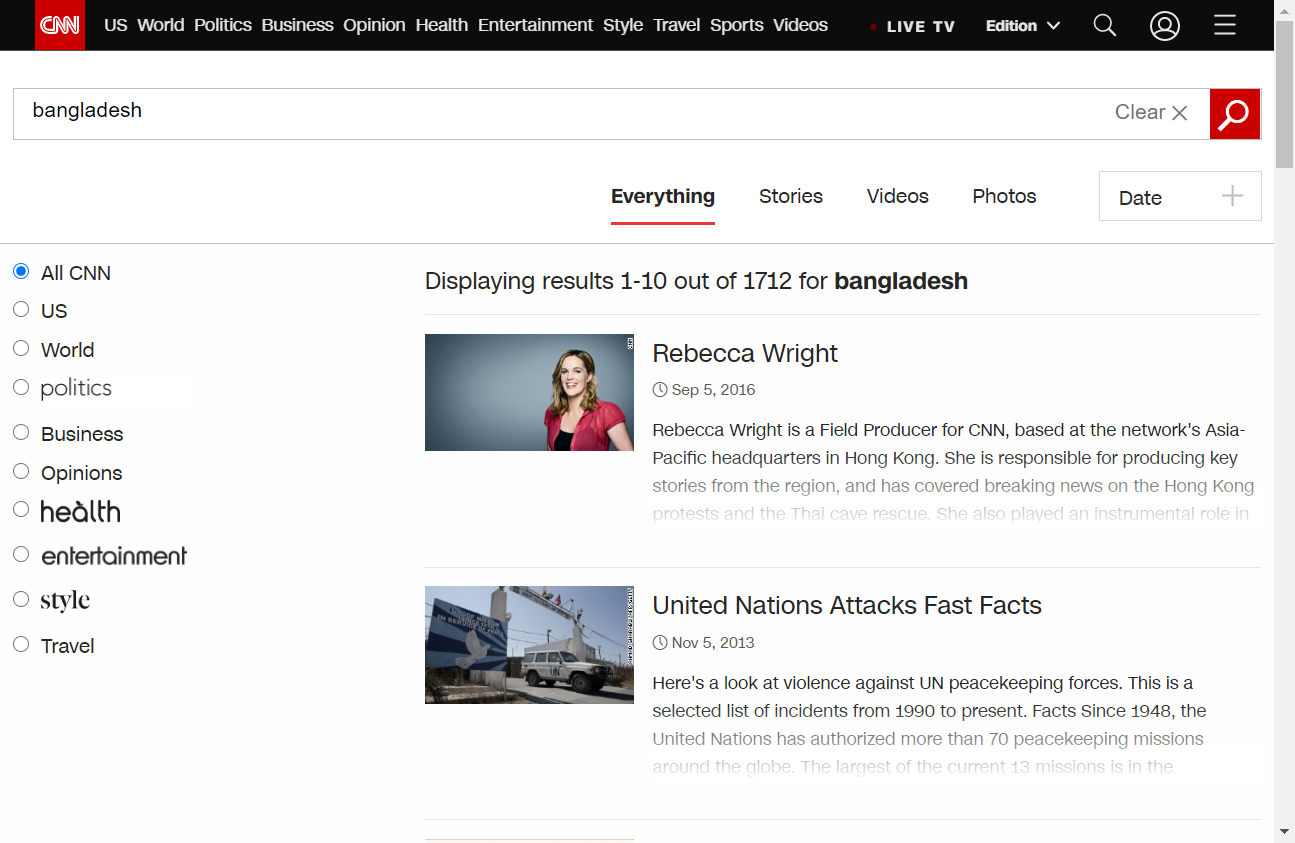 CNN US World Politics Business Opinion Health Entertainment Style Travel Sports Videos LIVE TV Edition
bangladesh Clear
Everything Stories Videos Photos Date
All CNN
US
World
politics
Business
Opinions
health
entertainment
style
Travel
Displaying results 1-10 out of 1712 for bangladesh
CNN
Rebecca Wright
Sep 5, 2016
Rebecca Wright is a Field Producer for CNN, based at the network's Asia-
Pacific headquarters in Hong Kong. She is responsible for producing key
stories from the region, and has covered breaking news on the Hong Kong
protests and the Thai cave rescue. She also played an instrumental role in
UN
United Nations Attacks Fast Facts
Nov 5, 2013
Here's a look at violence against UN peacekeeping forces. This is a
selected list of incidents from 1990 to present. Facts Since 1948, the
United Nations has authorized more than 70 peacekeeping missions
around the globe. The largest of the current 13 missions is in the